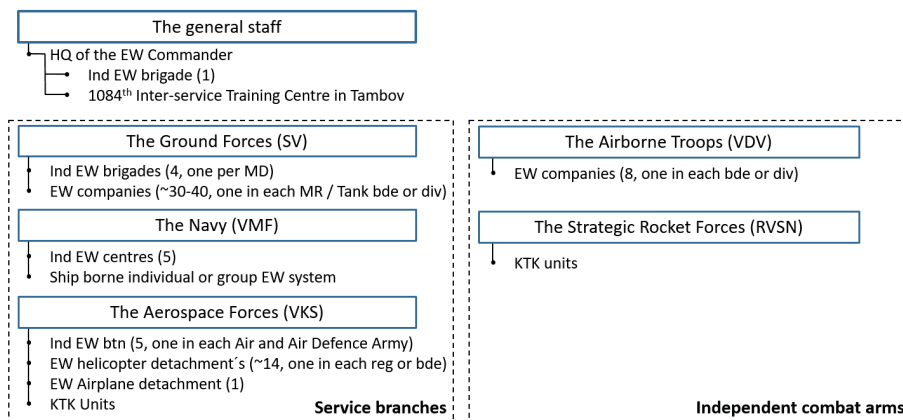 The general staff
HQ of the EW Commander
Ind EW brigade (1)
1084th Inter-service Training Centre in Tambov
The Ground Forces (SV)
Ind EW brigades (4, one per MD)
EW companies (~30-40, one in each MR / Tank bde or div)
The Navy (VMF)
Ind EW centres (5)
Ship borne individual or group EW system
The Aerospace Forces (VKS)
Ind EW btn (5, one in each Air and Air Defence Army)
EW helicopter detachment´s (~14, one in each reg or bde)
EW Airplane detachment (1)
KTK Units
Service branches
The Airborne Troops (VDV)
EW companies (8, one in each bde or div)
The Strategic Rocket Forces (RVSN)
KTK units
Independent combat arms